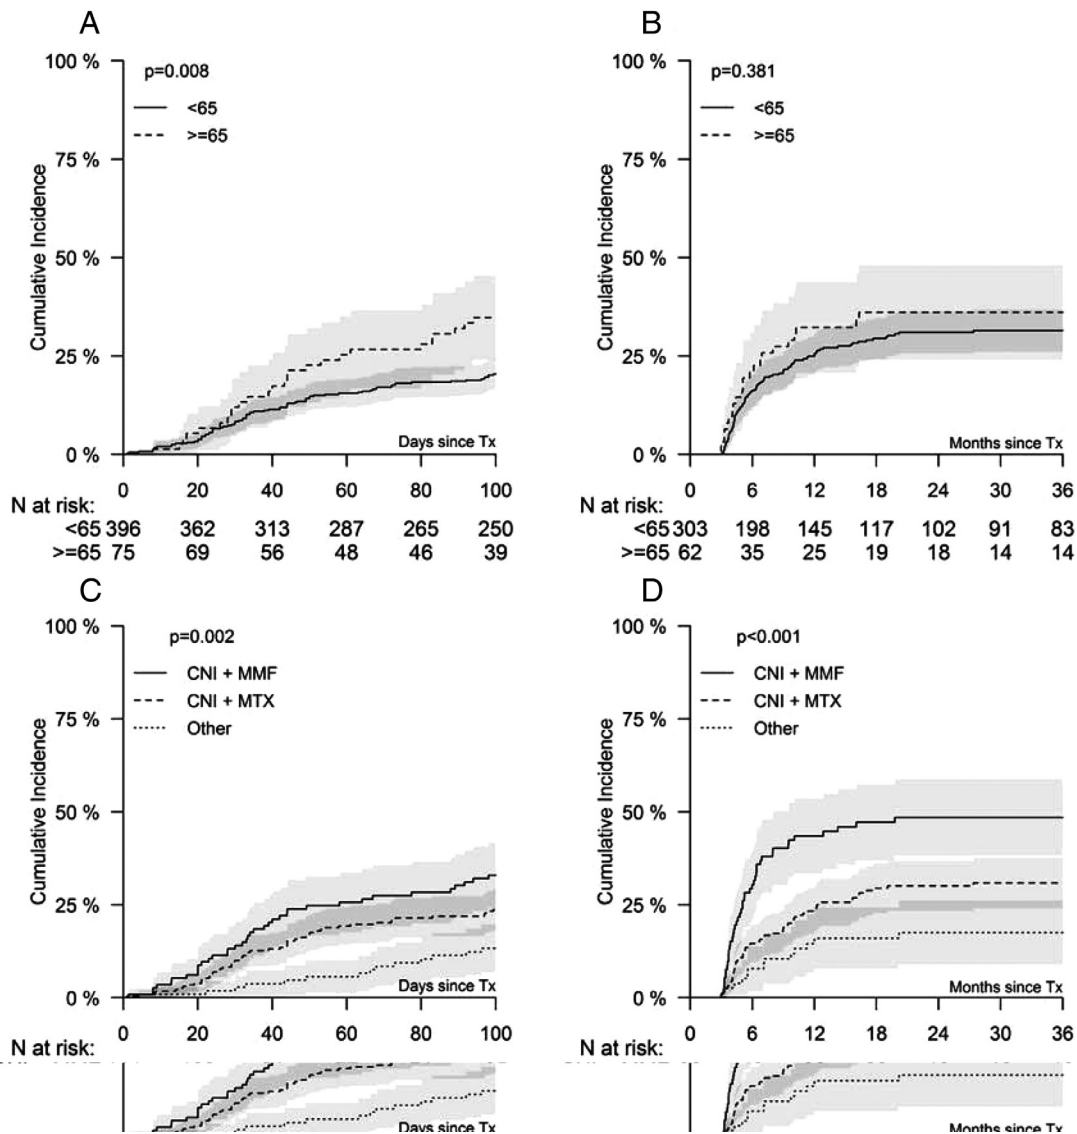 A
100 %
p=0.008
<65
>=65
75 %
50 %
25 %
0 %
Cumulative Incidence
Days since Tx
0 20 40 60 80 100
N at risk:
<65 396 362 313 287 265 250
>=65 75 69 56 48 46 39
B
100 %
p=0.381
<65
>=65
75 %
50 %
25 %
0 %
Cumulative Incidence
Months since Tx
0 6 12 18 24 30 36
N at risk:
<65 303 198 145 117 102 91 83
>=65 62 35 25 19 18 14 14
C
100 %
p=0.002
CNI + MMF
CNI + MTX
Other
75 %
50 %
25 %
0 %
Cumulative Incidence
Days since Tx
0 20 40 60 80 100
N at risk:
Days since Tx
D
100 %
p<0.001
CNI + MMF
CNI + MTX
Other
75 %
50 %
25 %
0 %
Cumulative Incidence
Months since Tx
0 6 12 18 24 30 36
N at risk:
Months since Tx